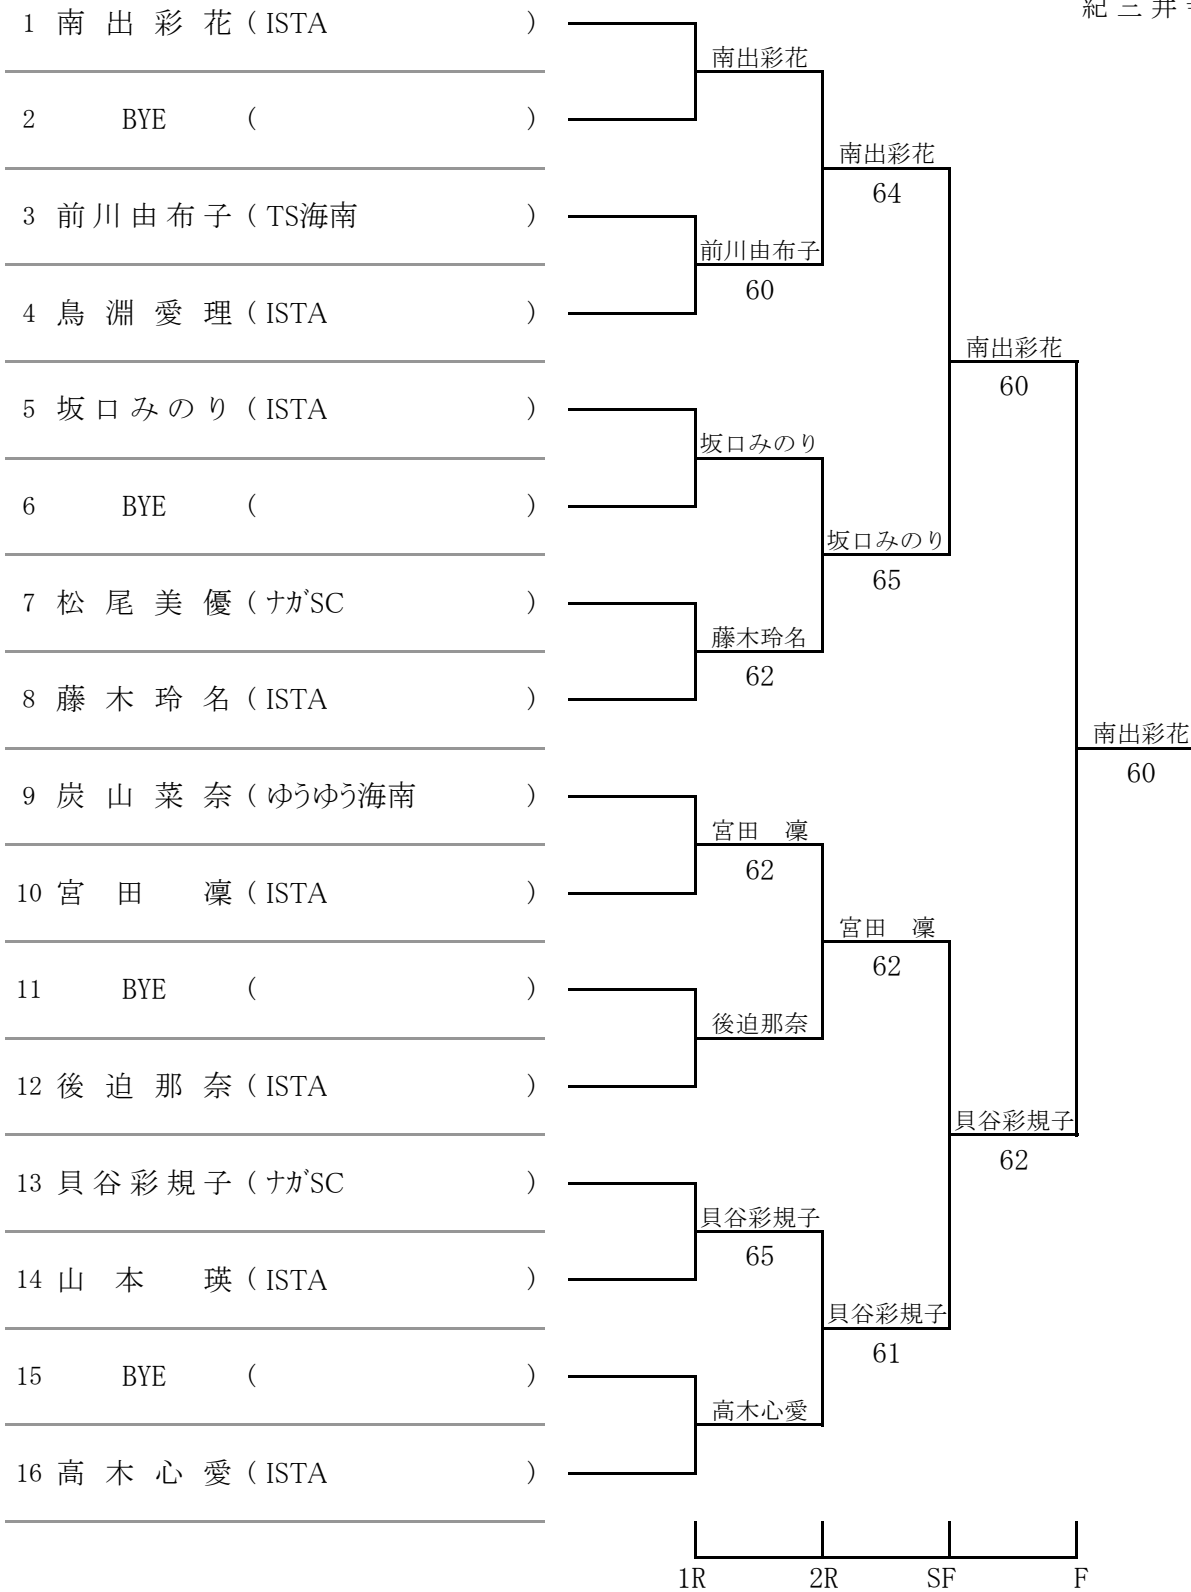 紀三井
1 南出彩花 ( ISTA )
南出彩花
2 BYE ( )
南出彩花
64
3 前川由布子 ( TS海南 )
前川由布子
60
4 鳥淵愛理 ( ISTA )
南出彩花
60
5 坂口みのり ( ISTA )
坂口みのり
6 BYE ( )
坂口みのり
65
7 松尾美優 ( ナガSC )
藤木玲名
62
8 藤木玲名 ( ISTA )
南出彩花
60
9 炭山菜奈 ( ゆうゆう海南 )
宮田 凜
62
10 宮田 凜 ( ISTA )
宮田 凜
62
11 BYE ( )
後迫那奈
12 後迫那奈 ( ISTA )
貝谷彩規子
62
13 貝谷彩規子 ( ナガSC )
貝谷彩規子
65
14 山本 瑛 ( ISTA )
貝谷彩規子
61
15 BYE ( )
高木心愛
16 高木心愛 ( ISTA )
1R 2R SF F